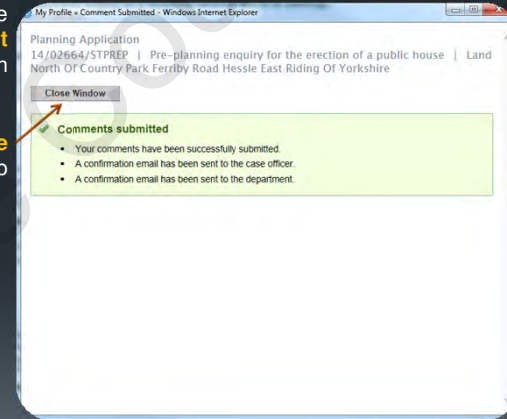 e
t
n
e
o
My Profile » Comment Submitted - Windows Internet Explorer
Planning Application
14/02664/STPREP | Pre-planning enquiry for the erection of a public house | Land
North Of Country Park Ferriby Road Hessle East Riding Of Yorkshire
Close Window
Comments submitted
• Your comments have been successfully submitted.
• A confirmation email has been sent to the case officer.
• A confirmation email has been sent to the department.